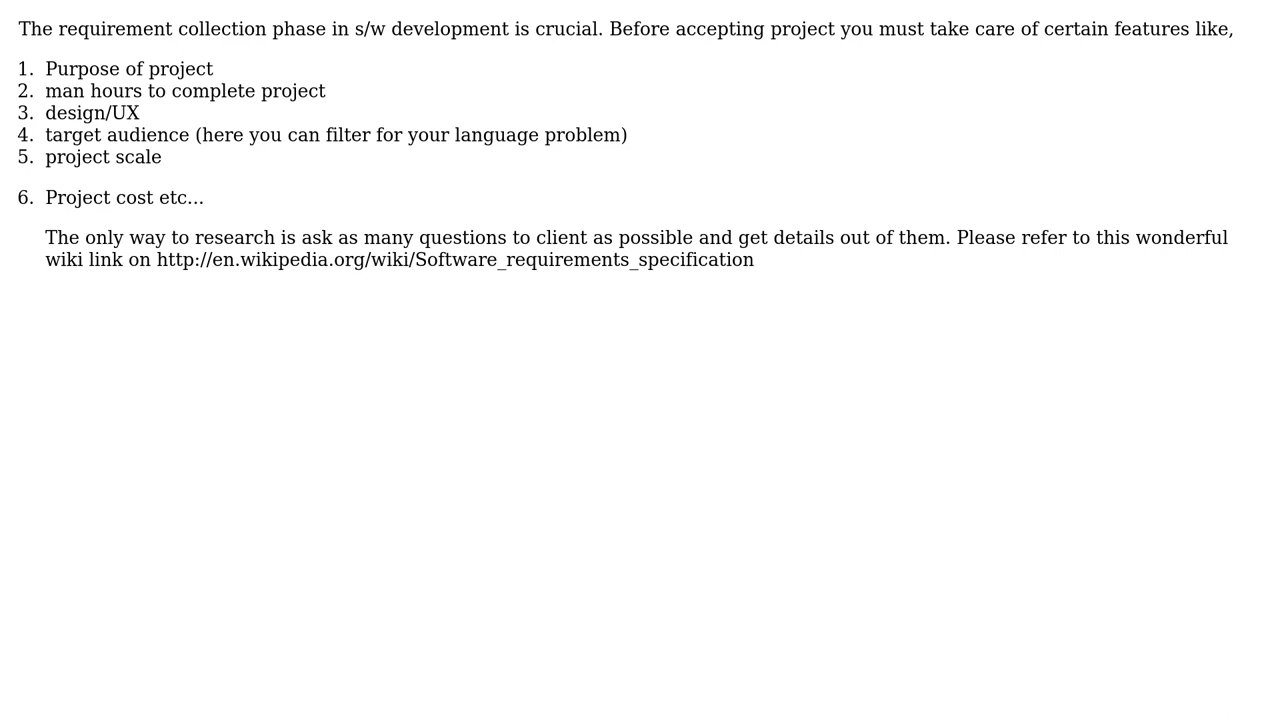 The requirement collection phase in s/w development is crucial. Before accepting project you must take care of certain features like,
1. Purpose of project
2. man hours to complete project
3. design/UX
4. target audience (here you can filter for your language problem)
5. project scale
6. Project cost etc...
The only way to research is ask as many questions to client as possible and get details out of them. Please refer to this wonderful
wiki link on http://en.wikipedia.org/wiki/Software_requirements_specification